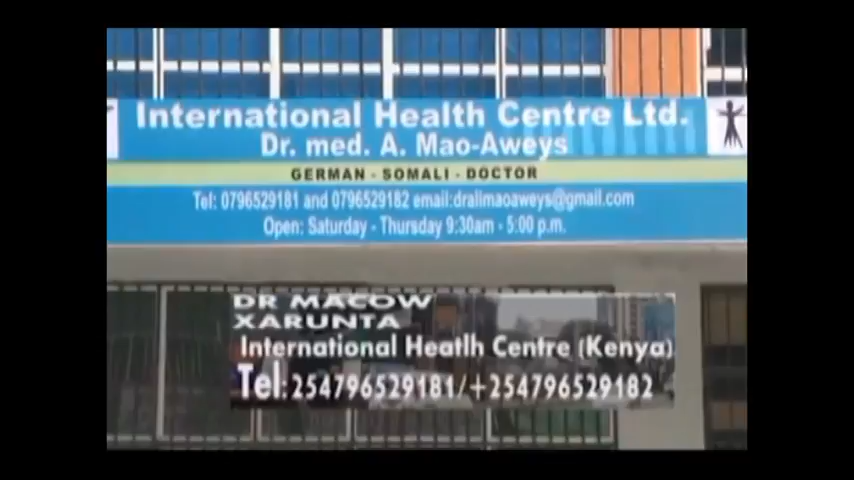 International Health Centre Ltd.
Dr. med. A. Mao-Aweys
GERMAN - SOMALI - DOCTOR
Tel: 0796529181 and 0796529182 email:dralimaoaweys@gmail.com
Open: Saturday - Thursday 9:30am - 5:00 p.m.
DR MACOW
XARUNTA
International Heatlh Centre (Kenya)
Tel:254796529181/+254796529182